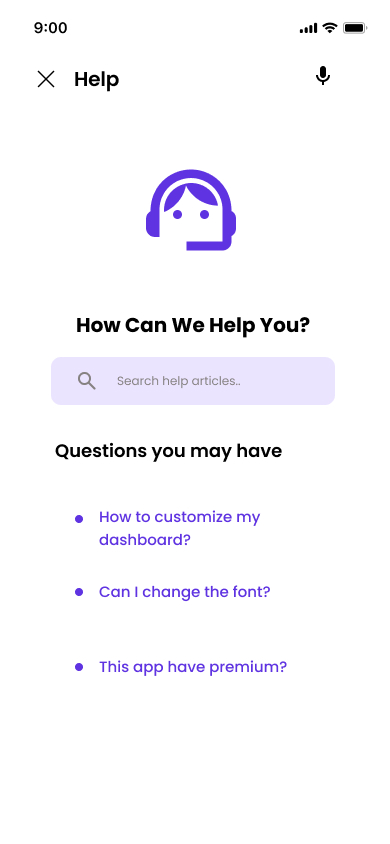 9:00
Help
How Can We Help You?
Search help articles..
Questions you may have
How to customize my
dashboard?
Can I change the font?
This app have premium?